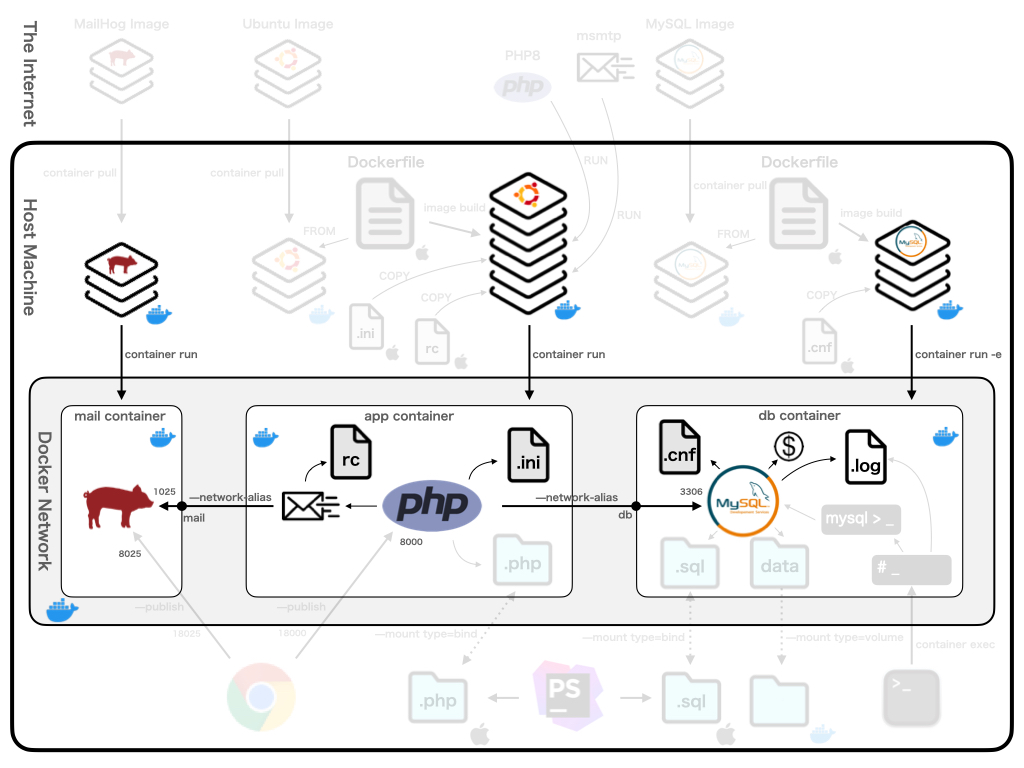 The Internet
MailHog Image
Ubuntu Image
PHP8
php
msmtp
MySQL Image
MySQL
Host Machine
container pull
container pull
Dockerfile
image build
FROM
COPY
COPY
.ini
rc
RUN
RUN
container pull
Dockerfile
image build
FROM
COPY
.cnf
MySQL
MySQL
container run
container run
container run -e
Docker Network
mail container
1025
8025
—network-alias
mail
app container
rc
.ini
php
8000
.php
—network-alias
db
db container
3306
.cnf
$
.log
MySQL
mysql > _
# _
.sql
data
—publish
18025
—publish
18000
—mount type=bind
—mount type=bind
—mount type=volume
container exec
.php
PS
.sql
>_